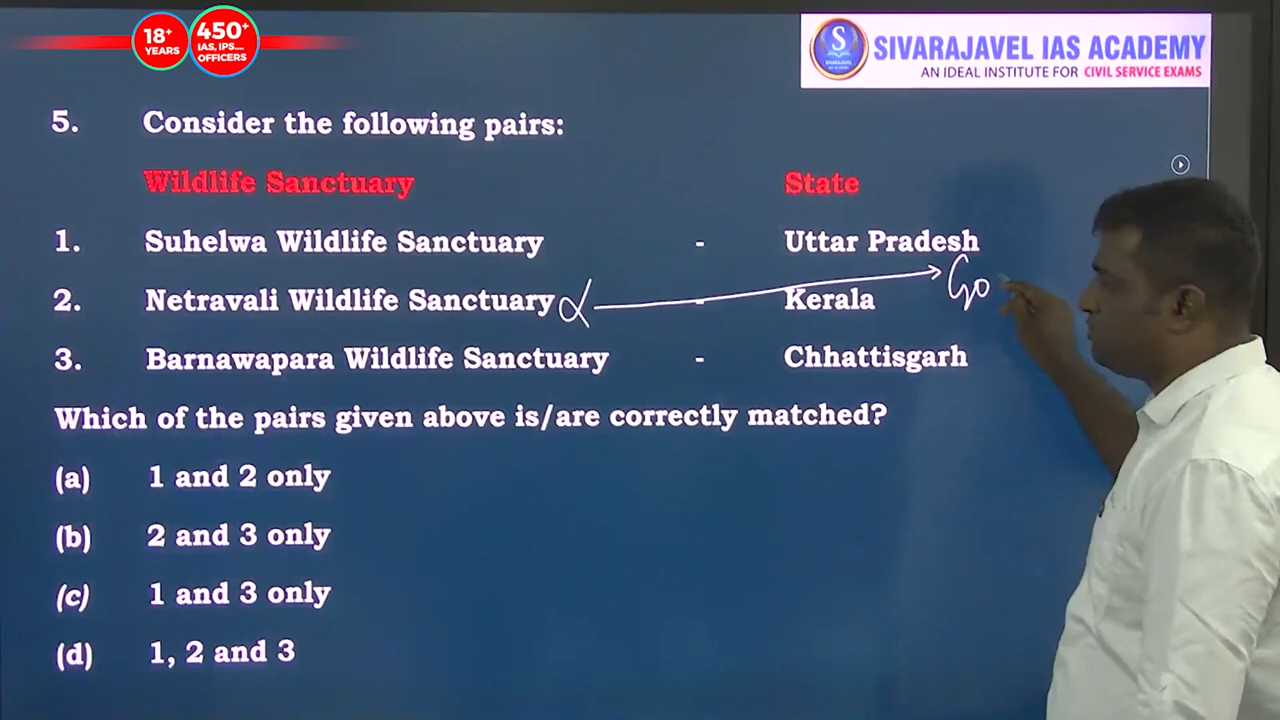 18+ YEARS
450+ IAS, IPS.... OFFICERS
S
SIVARAJAVEL IAS ACADEMY
AN IDEAL INSTITUTE FOR CIVIL SERVICE EXAMS
5. Consider the following pairs:
Wildlife Sanctuary State
1. Suhelwa Wildlife Sanctuary - Uttar Pradesh
2. Netravali Wildlife Sanctuary - Kerala Go
3. Barnawapara Wildlife Sanctuary - Chhattisgarh
Which of the pairs given above is/are correctly matched?
(a) 1 and 2 only
(b) 2 and 3 only
(c) 1 and 3 only
(d) 1, 2 and 3